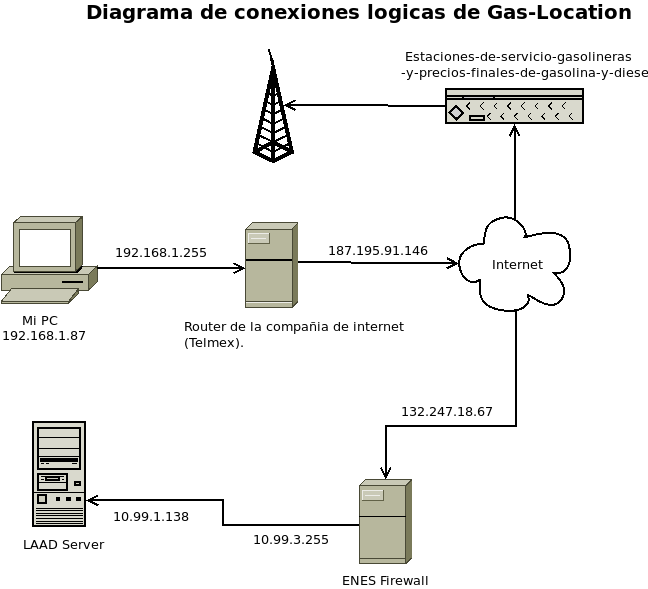 Diagrama de conexiones logicas de Gas-Location
Estaciones-de-servicio-gasolineras
-y-precios-finales-de-gasolina-y-diese
192.168.1.255
187.195.91.146
Internet
Mi PC
192.168.1.87
Router de la compañia de internet
(Telmex).
132.247.18.67
10.99.1.138
10.99.3.255
LAAD Server
ENES Firewall